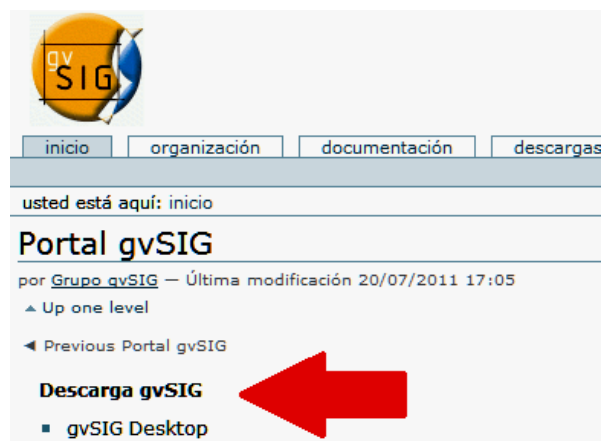 gv
SIG
inicio organización documentación descargas
usted está aquí: inicio
Portal gvSIG
por Grupo gvSIG — Última modificación 20/07/2011 17:05
Up one level
Previous Portal gvSIG
Descarga gvSIG
gvSIG Desktop